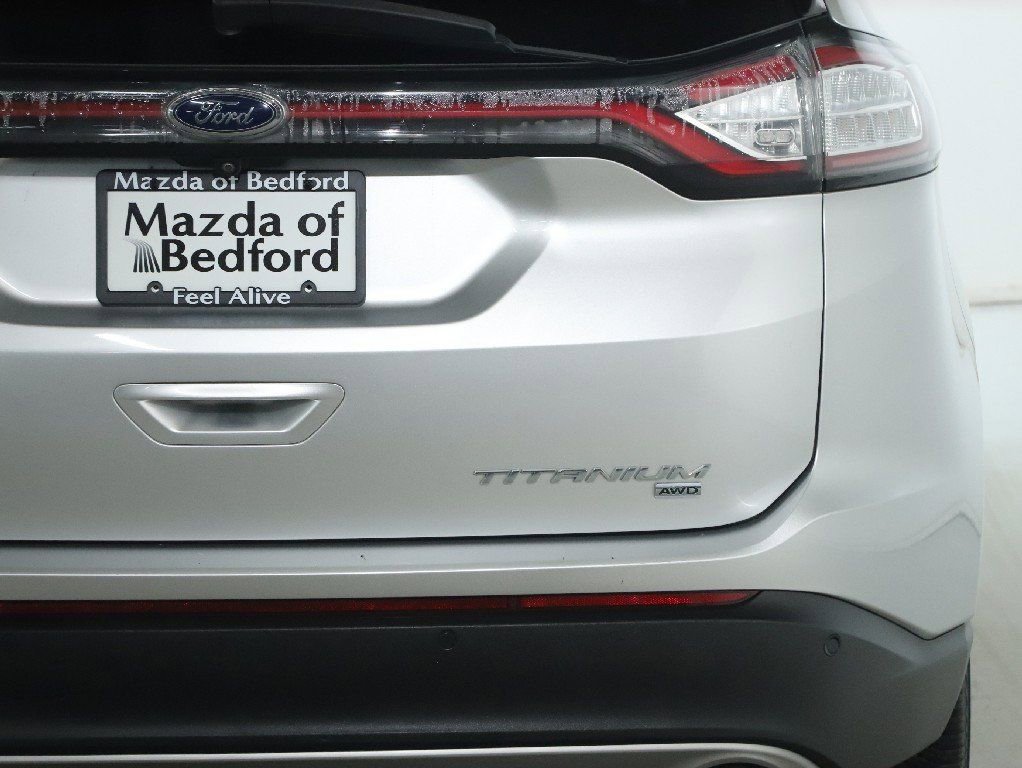 Ford
Mazda of Bedford
Mazda of
Bedford
Feel Alive
TITANIUM
AWD